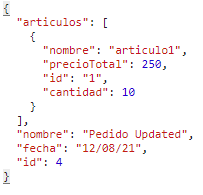 {
"articulos": [
{
"nombre": "articulo1",
"precioTotal": 250,
"id": "1",
"cantidad": 10
}
],
"nombre": "Pedido Updated",
"fecha": "12/08/21",
"id": 4
}